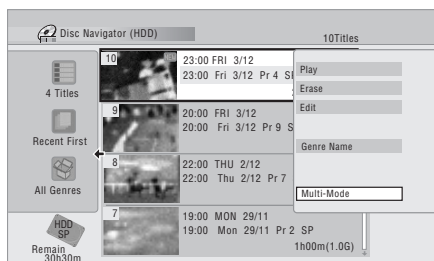 Disc Navigator (HDD)
10Titles
4 Titles
Recent First
All Genres
HDD
SP
Remain
30h30m
10
23:00 FRI 3/12
23:00 Fri 3/12 Pr 4
9
20:00 FRI 3/12
20:00 Fri 3/12 Pr 9 S
8
22:00 THU 2/12
22:00 Thu 2/12 Pr 7
7
19:00 MON 29/11
19:00 Mon 29/11 Pr 2 SP
1h00m(1.0G)
Play
Erase
Edit
Genre Name
Multi-Mode